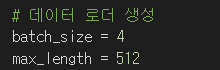 # 데이터 로더 생성
batch_size = 4
max_length = 512